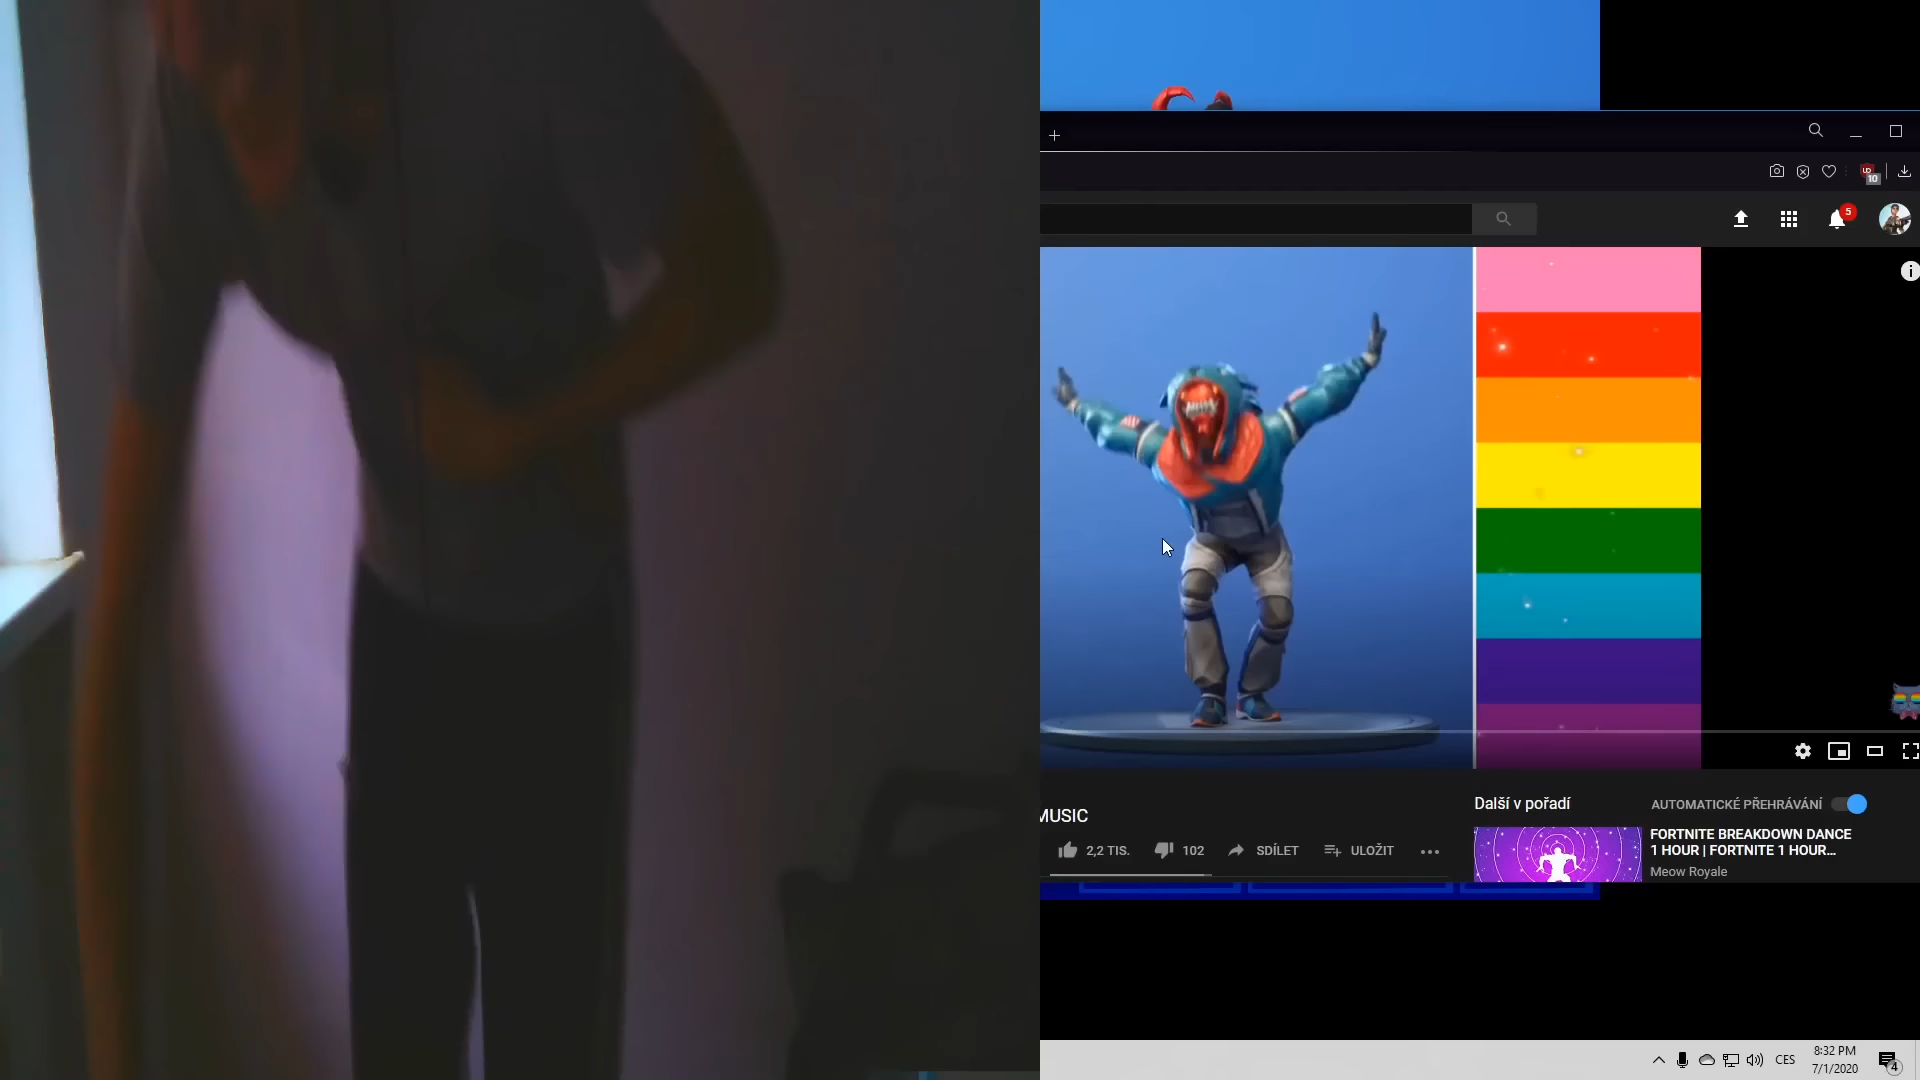 10
5
MUSIC
2,2 TIS. 102 SDÍLET ULOŽIT
Další v pořadí
AUTOMATICKÉ PŘEHRÁVÁNÍ
FORTNITE BREAKDOWN DANCE
1 HOUR | FORTNITE 1 HOUR...
Meow Royale
CES
8:32 PM
7/1/2020
4